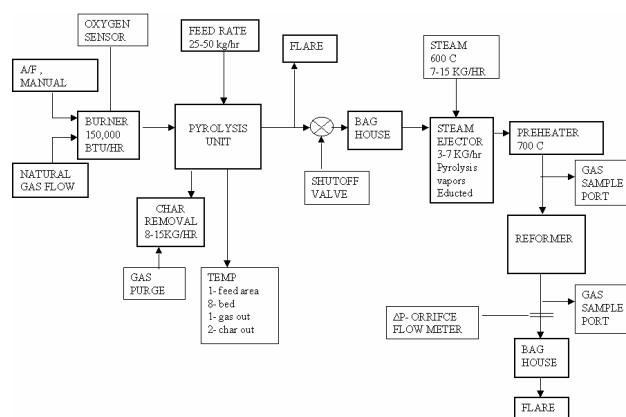 OXYGEN
SENSOR
FEED RATE
25-50 kg/hr
FLARE
STEAM
600 C
7-15 KG/HR
A/F ,
MANUAL
BURNER
150,000
BTU/HR
PYROLYSIS
UNIT
BAG
HOUSE
STEAM
EJECTOR
3-7 KG/hr
Pyrolysis
vapors
Educted
PREHEATER
700 C
NATURAL
GAS FLOW
SHUTOFF
VALVE
GAS
SAMPLE
PORT
CHAR
REMOVAL
8-15KG/HR
REFORMER
GAS
PURGE
TEMP
1- feed area
8- bed
1- gas out
2- char out
GAS
SAMPLE
PORT
ΔP- ORRIFCE
FLOW METER
BAG
HOUSE
FLARE